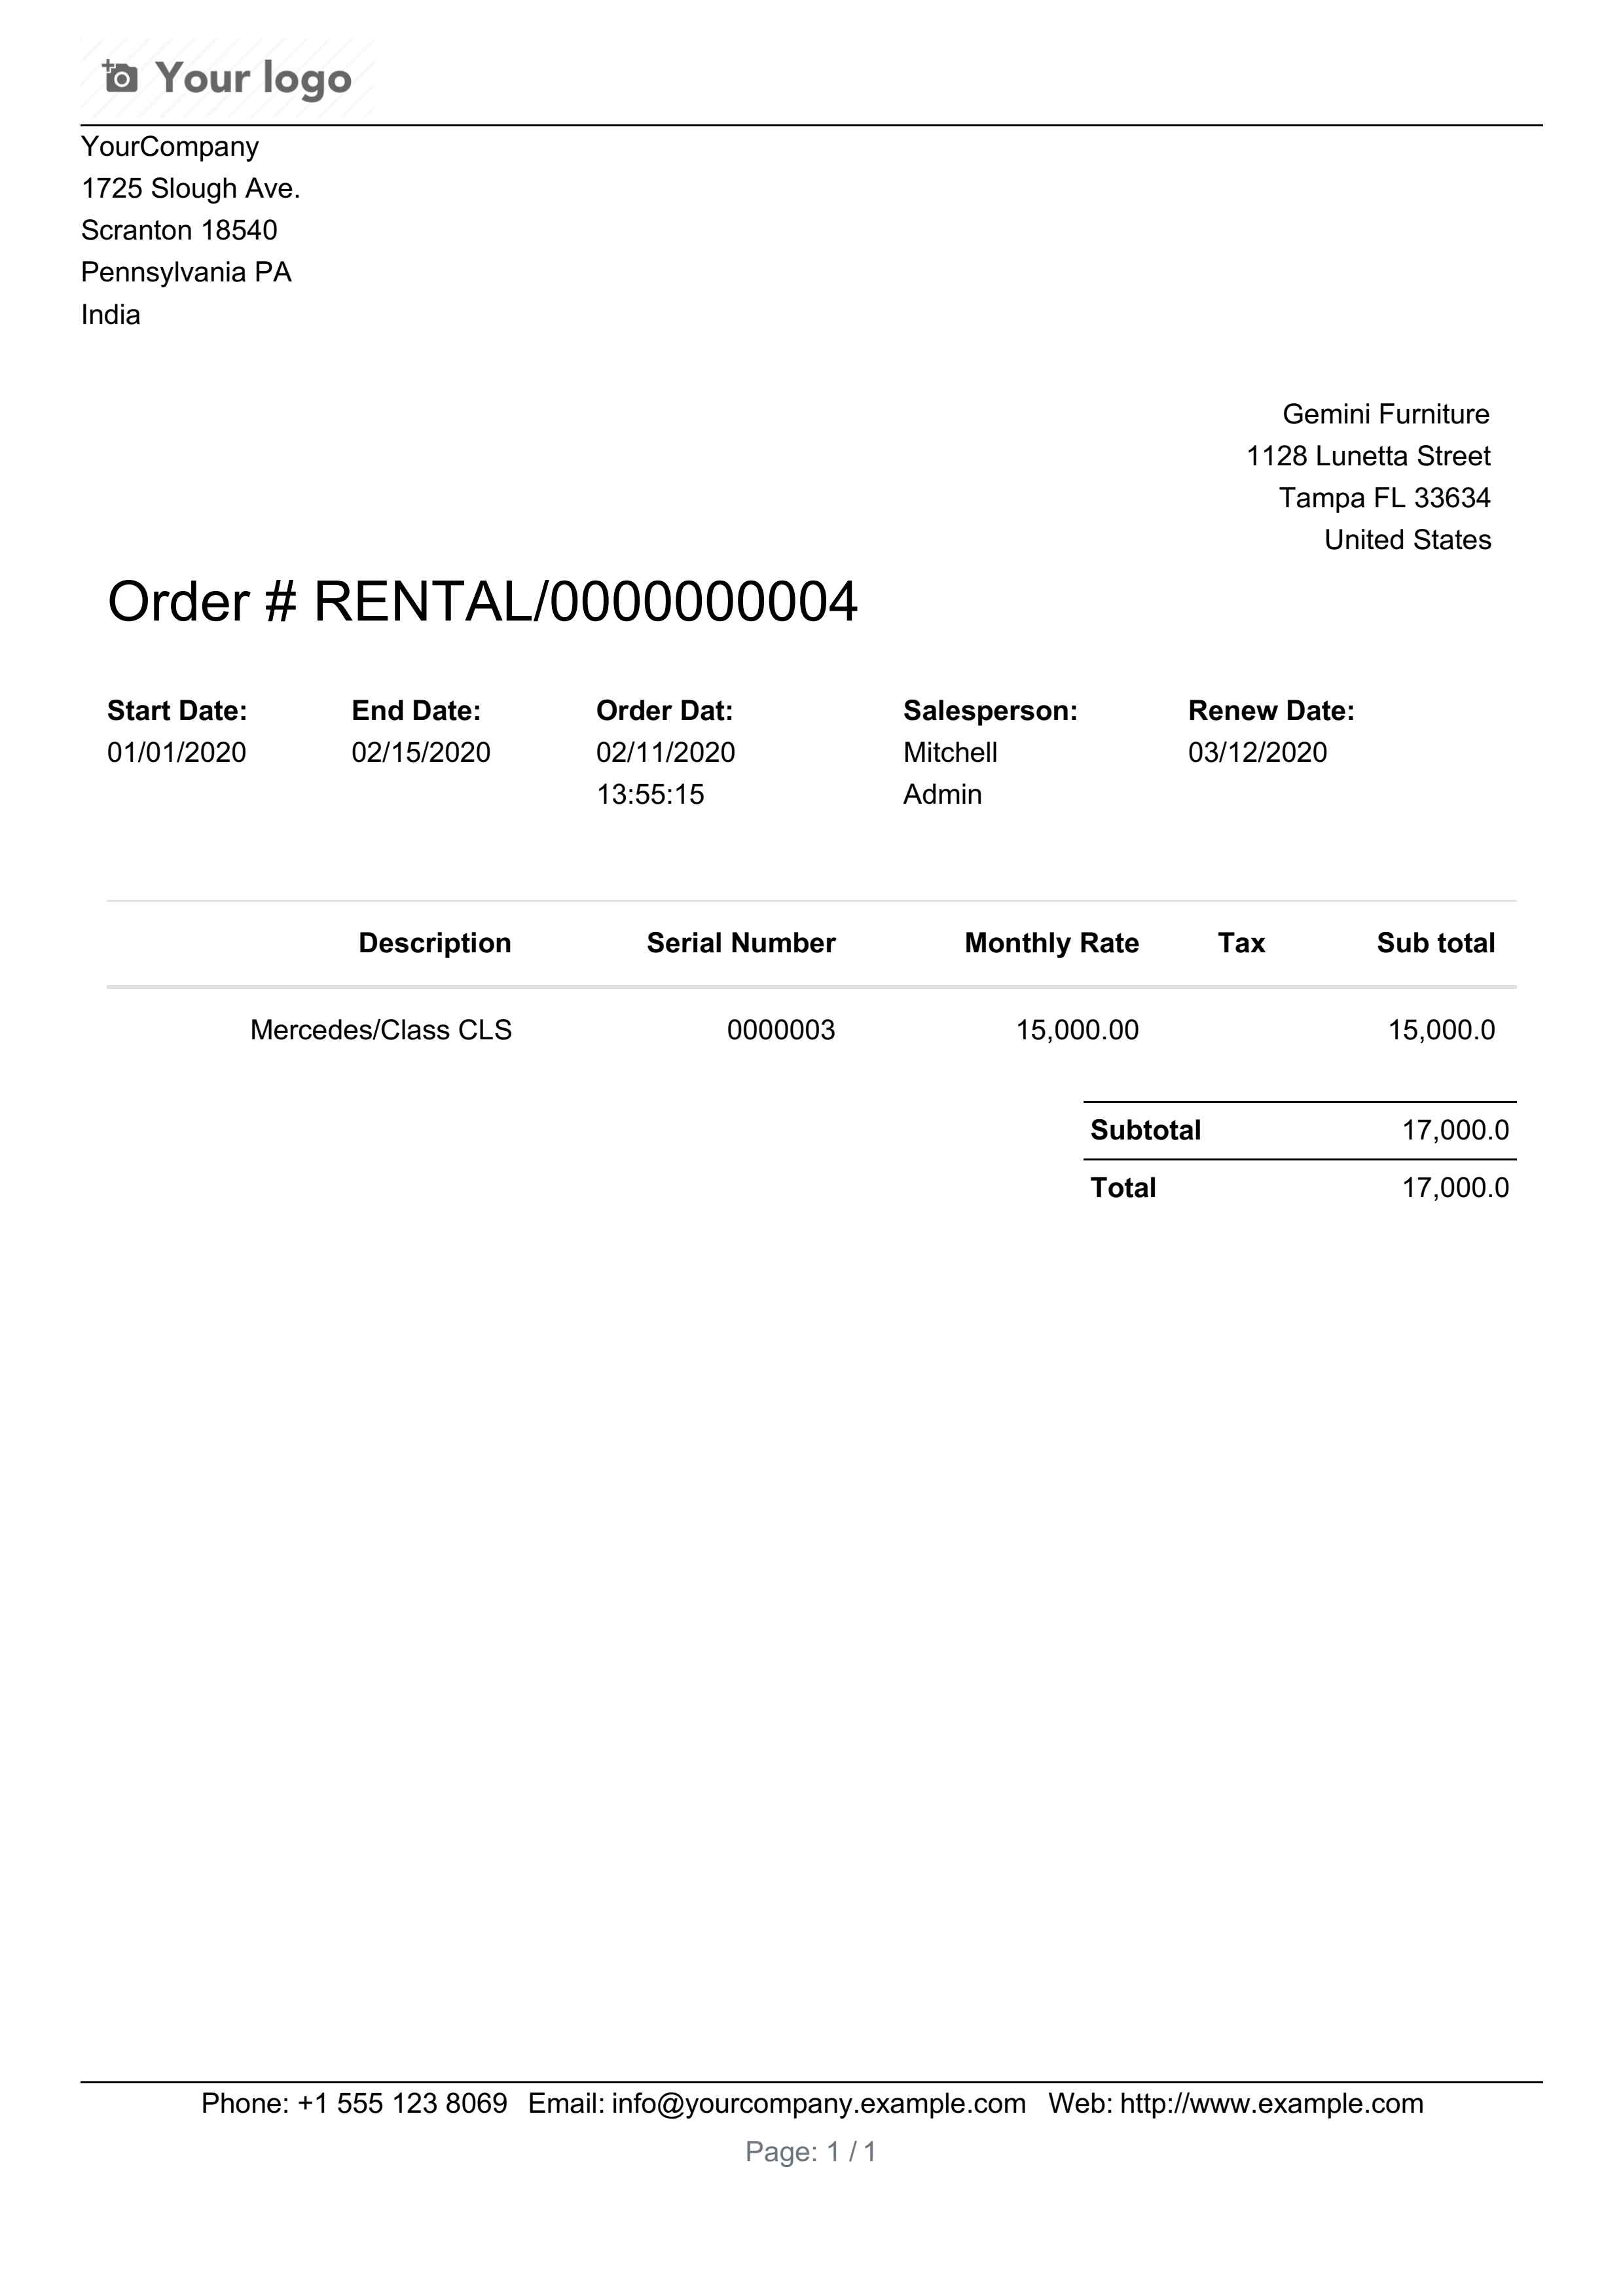 Your logo
YourCompany
1725 Slough Ave.
Scranton 18540
Pennsylvania PA
India
Gemini Furniture
1128 Lunetta Street
Tampa FL 33634
United States
Order # RENTAL/0000000004
Start Date: End Date: Order Dat: Salesperson: Renew Date:
01/01/2020 02/15/2020 02/11/2020 Mitchell 03/12/2020
13:55:15 Admin
Description Serial Number Monthly Rate Tax Sub total
Mercedes/Class CLS 0000003 15,000.00 15,000.0
Subtotal 17,000.0
Total 17,000.0
Phone: +1 555 123 8069 Email: info@yourcompany.example.com Web: http://www.example.com
Page: 1 / 1